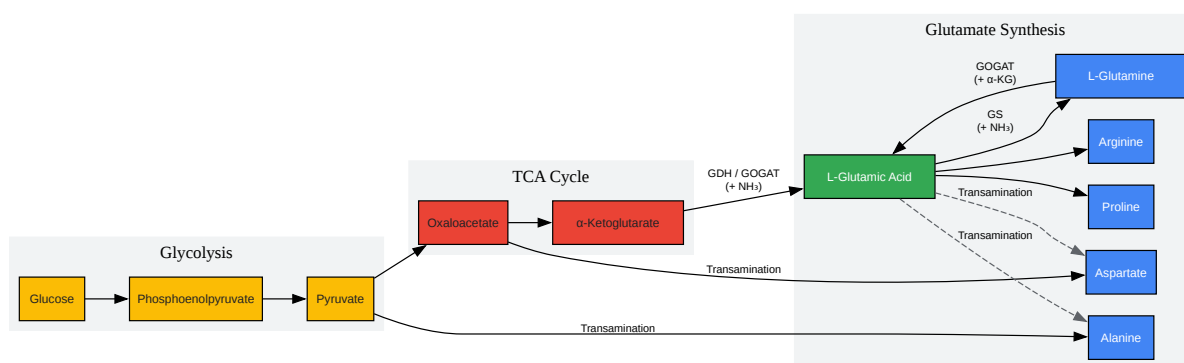 Glutamate Synthesis
GOGAT
(+ α-KG)
L-Glutamine
GS
(+ NH₃)
Arginine
TCA Cycle
GDH / GOGAT
(+ NH₃)
L-Glutamic Acid
Transamination
Proline
Oxaloacetate
α-Ketoglutarate
Transamination
Glycolysis
Transamination
Aspartate
Glucose
Phosphoenolpyruvate
Pyruvate
Transamination
Alanine